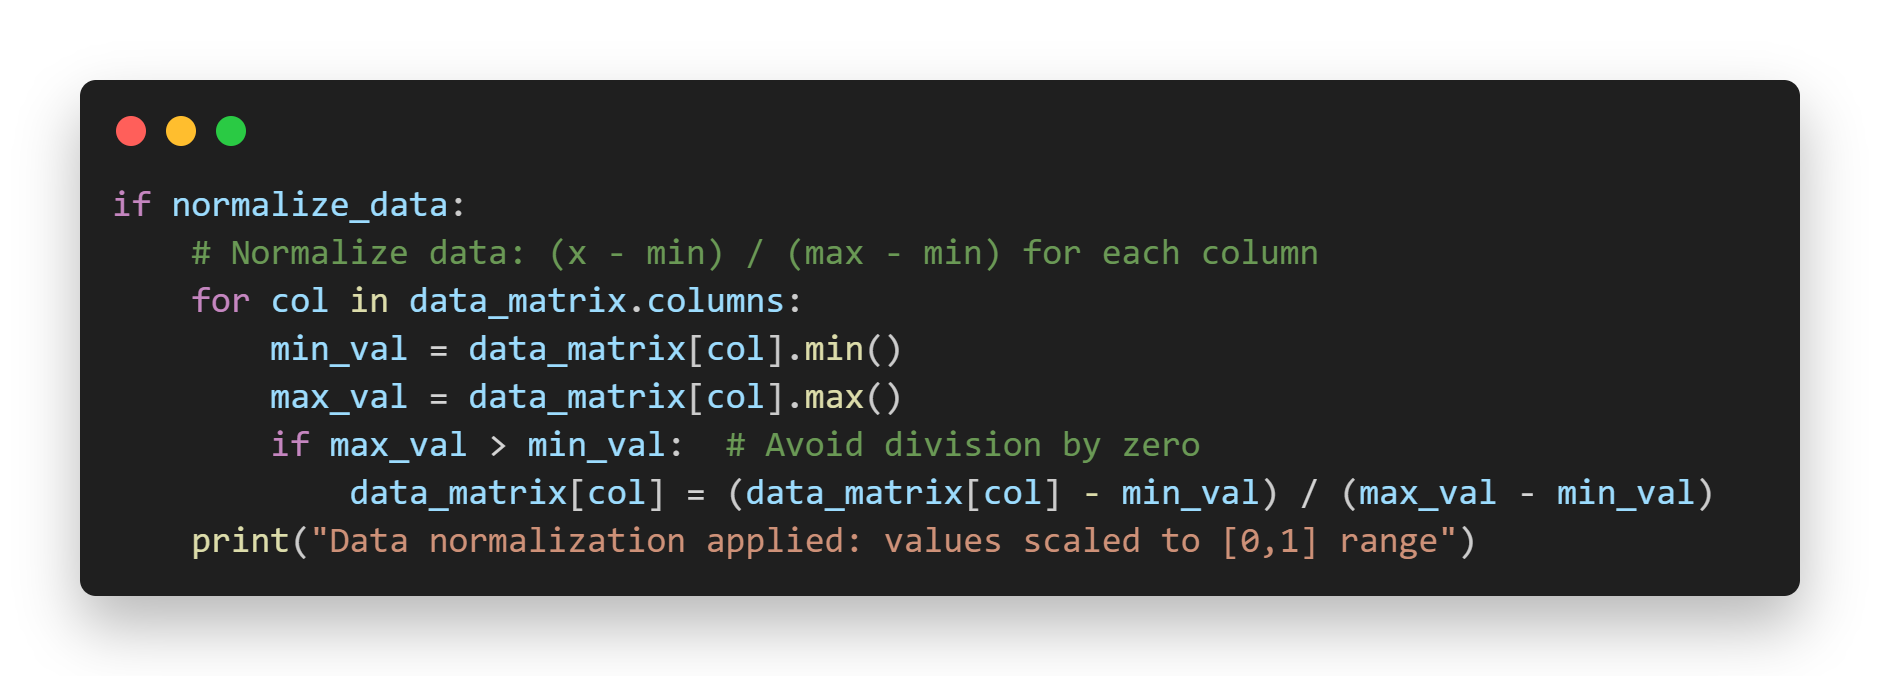 if normalize_data:
    # Normalize data: (x - min) / (max - min) for each column
    for col in data_matrix.columns:
        min_val = data_matrix[col].min()
        max_val = data_matrix[col].max()
        if max_val > min_val:  # Avoid division by zero
            data_matrix[col] = (data_matrix[col] - min_val) / (max_val - min_val)
    print("Data normalization applied: values scaled to [0,1] range")